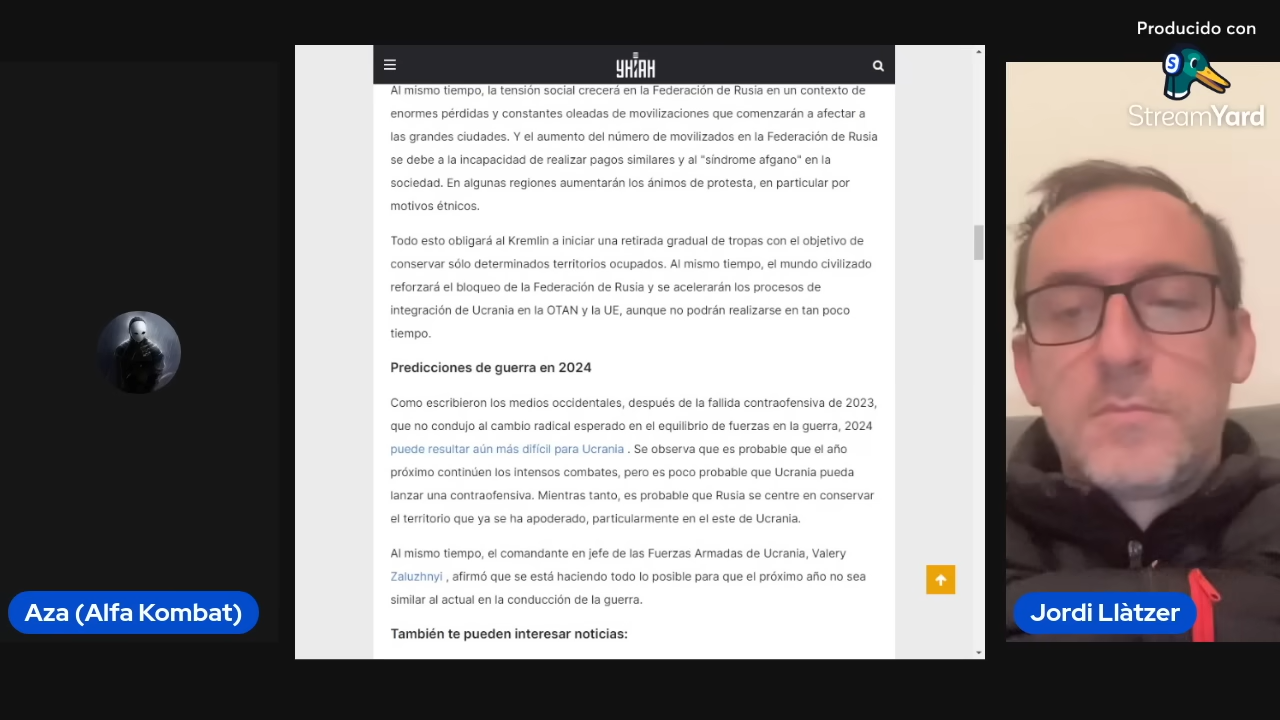 Producido con
StreamYard
УНІАН
Al mismo tiempo, la tensión social crecerá en la Federación de Rusia en un contexto de
enormes pérdidas y constantes oleadas de movilizaciones que comenzarán a afectar a
las grandes ciudades. Y el aumento del número de movilizados en la Federación de Rusia
se debe a la incapacidad de realizar pagos similares y al "síndrome afgano" en la
sociedad. En algunas regiones aumentarán los ánimos de protesta, en particular por
motivos étnicos.
Todo esto obligará al Kremlin a iniciar una retirada gradual de tropas con el objetivo de
conservar sólo determinados territorios ocupados. Al mismo tiempo, el mundo civilizado
reforzará el bloqueo de la Federación de Rusia y se acelerarán los procesos de
integración de Ucrania en la OTAN y la UE, aunque no podrán realizarse en tan poco
tiempo.
Predicciones de guerra en 2024
Como escribieron los medios occidentales, después de la fallida contraofensiva de 2023,
que no condujo al cambio radical esperado en el equilibrio de fuerzas en la guerra, 2024
puede resultar aún más difícil para Ucrania . Se observa que es probable que el año
próximo continúen los intensos combates, pero es poco probable que Ucrania pueda
lanzar una contraofensiva. Mientras tanto, es probable que Rusia se centre en conservar
el territorio que ya se ha apoderado, particularmente en el este de Ucrania.
Al mismo tiempo, el comandante en jefe de las Fuerzas Armadas de Ucrania, Valery
Zaluzhnyi , afirmó que se está haciendo todo lo posible para que el próximo año no sea
similar al actual en la conducción de la guerra.
También te pueden interesar noticias:
Aza (Alfa Kombat)
Jordi Llàtzer